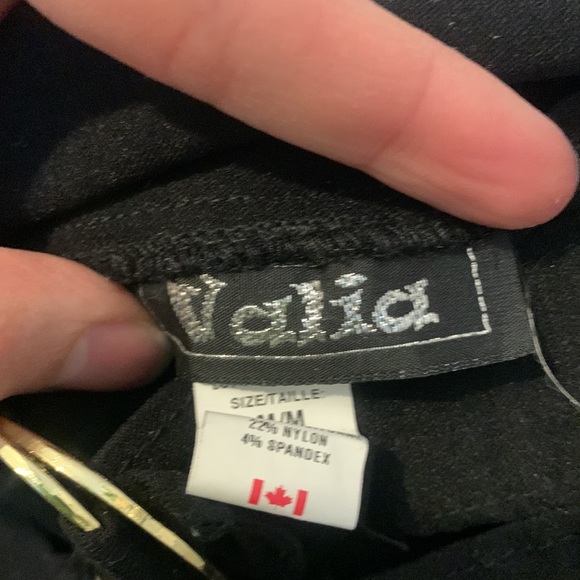 Valia
SIZE/TAILLE:
M/M
22% NYLON
4% SPANDEX